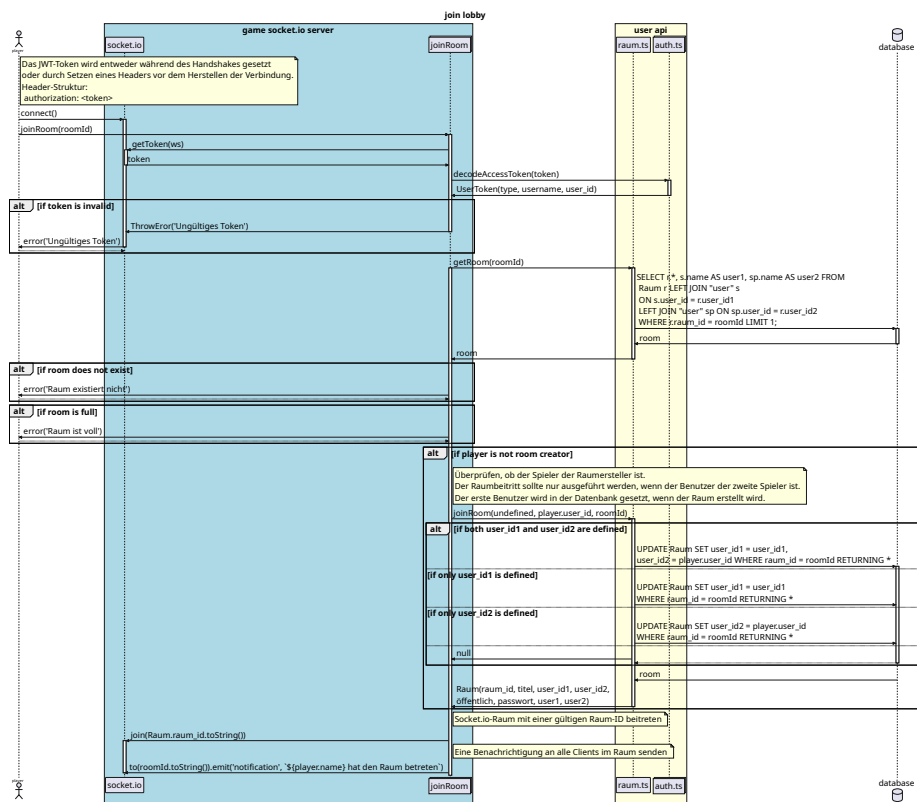 join lobby
game socket.io server
user api
socket.io
joinRoom
raum.ts
auth.ts
database
Das JWT-Token wird entweder während des Handshakes gesetzt
oder durch Setzen eines Headers vor dem Herstellen der Verbindung.
Header-Struktur:
authorization: <token>
connect()
joinRoom(roomId)
getToken(ws)
token
decodeAccessToken(token)
UserToken(type, username, user_id)
alt [if token is invalid]
ThrowEror('Ungültiges Token')
error('Ungültiges Token')
getRoom(roomId)
SELECT r.*, s.name AS user1, sp.name AS user2 FROM
Raum r LEFT JOIN "user" s
ON s.user_id = r.user_id1
LEFT JOIN "user" sp ON sp.user_id = r.user_id2
WHERE r.raum_id = roomId LIMIT 1;
room
room
alt [if room does not exist]
error('Raum existiert nicht')
alt [if room is full]
error('Raum ist voll')
alt [if player is not room creator]
Überprüfen, ob der Spieler der Raumersteller ist.
Der Raumbeitritt sollte nur ausgeführt werden, wenn der Benutzer der zweite Spieler ist.
Der erste Benutzer wird in der Datenbank gesetzt, wenn der Raum erstellt wird.
joinRoom(undefined, player.user_id, roomId)
alt [if both user_id1 and user_id2 are defined]
UPDATE Raum SET user_id1 = user_id1,
user_id2 = player.user_id WHERE raum_id = roomId RETURNING *
[if only user_id1 is defined]
UPDATE Raum SET user_id1 = user_id1
WHERE raum_id = roomId RETURNING *
[if only user_id2 is defined]
UPDATE Raum SET user_id2 = player.user_id
WHERE raum_id = roomId RETURNING *
null
room
Raum(raum_id, titel, user_id1, user_id2,
öffentlich, passwort, user1, user2)
Socket.io-Raum mit einer gültigen Raum-ID beitreten
join(Raum.raum_id.toString())
Eine Benachrichtigung an alle Clients im Raum senden
to(roomId.toString()).emit('notification', `${player.name} hat den Raum betreten`)
socket.io
joinRoom
raum.ts
auth.ts
database